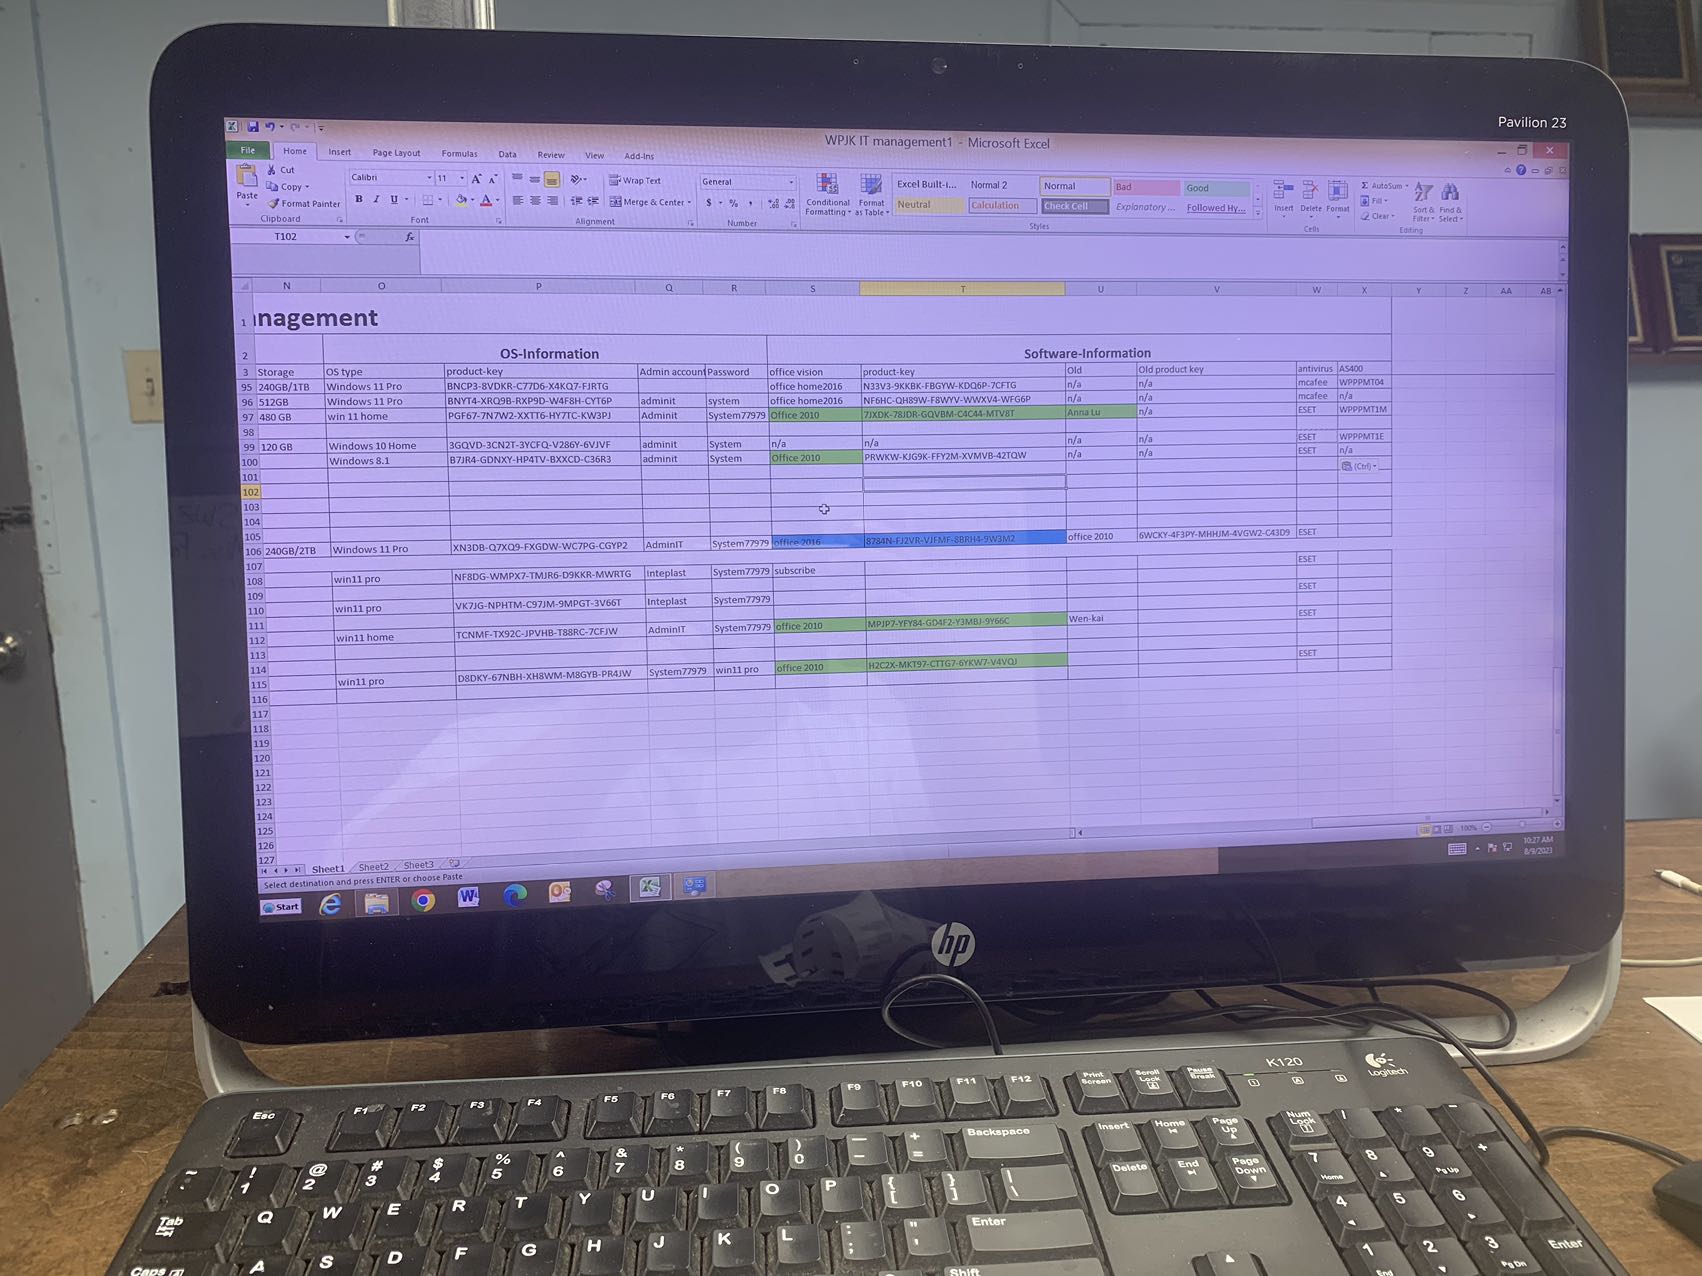 Pavilion 23
WPJK IT management1 - Microsoft Excel
File Home Insert Page Layout Formulas Data Review View Add-Ins
Paste Cut Copy Format Painter Clipboard
Calibri 11 B I U Font
Wrap Text Merge & Center Alignment
General $ % , Number
Conditional Formatting Format as Table
Excel Built-i... Normal 2 Normal Bad Good
Neutral Calculation Check Cell Explanatory ... Followed Hy...
Styles
Insert Delete Format Cells
AutoSum Fill Clear Sort & Filter Find & Select Editing
T102 fx
N O P Q R S T U V W X Y Z AA AB
1 nagement
2 OS-Information Software-Information
3 Storage OS type product-key Admin account Password office vision product-key Old Old product key antivirus AS400
95 240GB/1TB Windows 11 Pro BNCP3-8VDKR-C77D6-X4KQ7-FJRTG office home2016 N33V3-9KKBK-FBGYW-KDQ6P-7CFTG n/a n/a mcafee WPPPMT04
96 512GB Windows 11 Pro BNYT4-XRQ9B-RXP9D-W4F8H-CYT6P adminit system office home2016 NF6HC-QH89W-F8WYV-WWXV4-WFG6P n/a n/a mcafee n/a
97 480 GB win 11 home PGF67-7N7W2-XXTT6-HY7TC-KW3PJ Adminit System77979 Office 2010 7JXDK-78JDR-GQVBM-C4C44-MTV8T Anna Lu n/a ESET WPPPMT1M
98
99 120 GB Windows 10 Home 3GQVD-3CN2T-3YCFQ-V286Y-6VJVF adminit System n/a n/a n/a n/a ESET WPPPMT1E
100 Windows 8.1 B7JR4-GDNXY-HP4TV-BXXCD-C36R3 adminit System Office 2010 PRWKW-KJG9K-FFY2M-XVMVB-42TQW n/a n/a ESET n/a
101 (Ctrl)
102
103
104
105
106 240GB/2TB Windows 11 Pro XN3DB-Q7XQ9-FXGDW-WC7PG-CGYP2 AdminIT System77979 office 2016 8784N-FJ2VR-VJFMF-8BRH4-9W3M2 office 2010 6WCKY-4F3PY-MHHJM-4VGW2-C43D9 ESET
107
108 win11 pro NF8DG-WMPX7-TMJR6-D9KKR-MWRTG Inteplast System77979 subscribe ESET
109
110 win11 pro VK7JG-NPHTM-C97JM-9MPGT-3V66T Inteplast System77979 ESET
111
112 win11 home TCNMF-TX92C-JPVHB-T88RC-7CFJW AdminIT System77979 office 2010 MPJP7-YFY84-GD4F2-Y3MBJ-9Y66C Wen-kai ESET
113
114
115 win11 pro D8DKY-67NBH-XH8WM-M8GYB-PR4JW System77979 win11 pro office 2010 H2C2X-MKT97-CTTG7-6YKW7-V4VQJ ESET
116
117
118
119
120
121
122
123
124
125
126
127
Sheet1 Sheet2 Sheet3
Select destination and press ENTER or choose Paste
100%
Start
10:27 AM
8/9/2023
hp
K120 Logitech
Esc F1 F2 F3 F4 F5 F6 F7 F8 F9 F10 F11 F12 Print Screen Scroll Lock Pause Break
~ ! 1 @ 2 # 3 $ 4 % 5 ^ 6 & 7 * 8 ( 9 ) 0 - + = Backspace Insert Home Page Up Num Lock / * -
Tab Q W E R T Y U I O P { [ } ] | \ Delete End Page Down 7 Home 8 9 Pg Up +
Caps A S D F G H J K L : ; " ' Enter 4 5 6
Shift 1 End 2 3 Pg Dn Enter